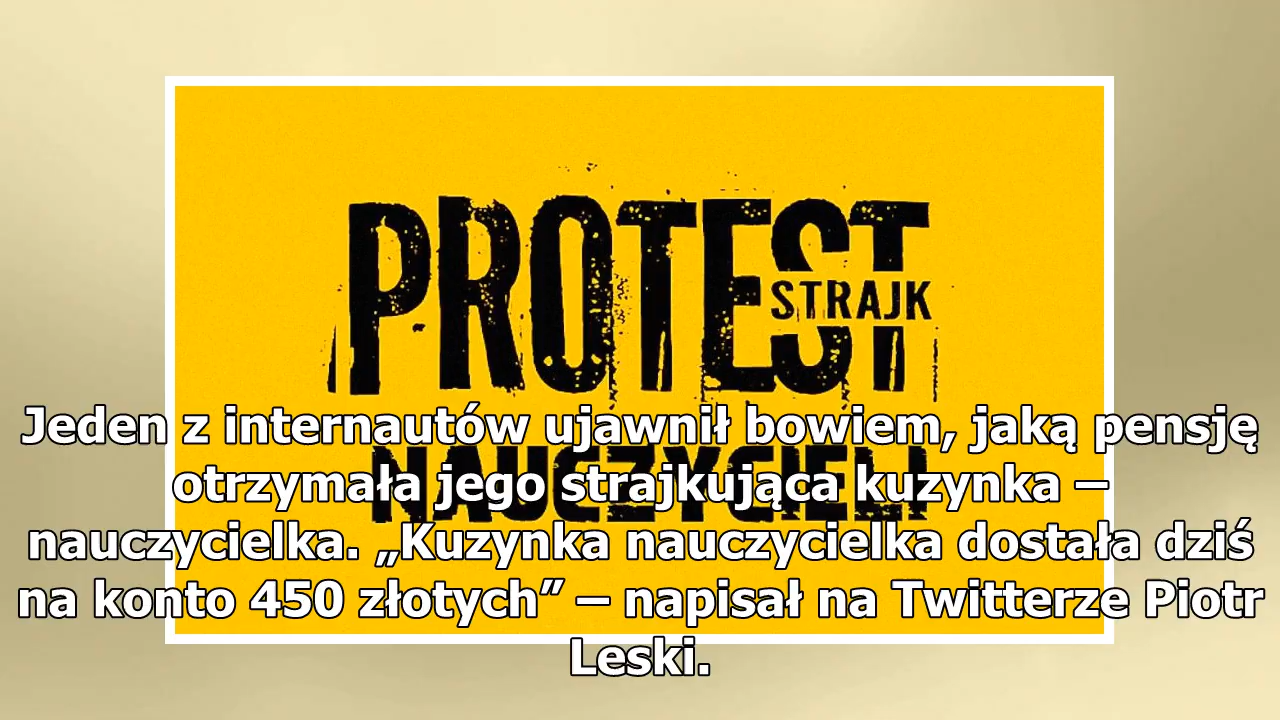 PROTEST
STRAJK
NAUCZYCIELI
Jeden z internautów ujawnił bowiem, jaką pensję
otrzymała jego strajkująca kuzynka –
nauczycielka. „Kuzynka nauczycielka dostała dziś
na konto 450 złotych” – napisał na Twitterze Piotr
Leski.